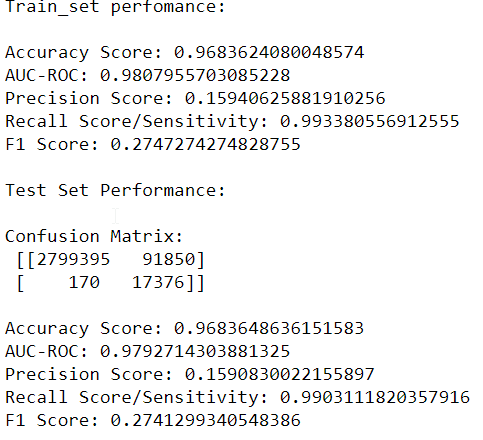 Train_set perfomance:
Accuracy Score: 0.9683624080048574
AUC-ROC: 0.9807955703085228
Precision Score: 0.15940625881910256
Recall Score/Sensitivity: 0.993380556912555
F1 Score: 0.2747274274828755
Test Set Performance:
Confusion Matrix:
[[2799395 91850]
[ 170 17376]]
Accuracy Score: 0.9683648636151583
AUC-ROC: 0.9792714303881325
Precision Score: 0.1590830022155897
Recall Score/Sensitivity: 0.9903111820357916
F1 Score: 0.2741299340548386